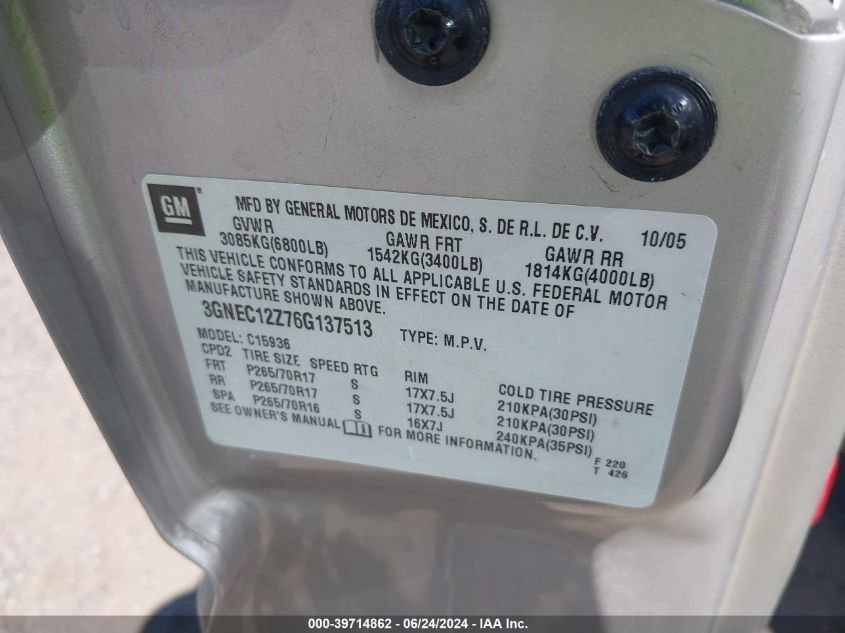 GM ® MFD BY GENERAL MOTORS DE MEXICO, S. DE R.L. DE C.V. 10/05
GVWR GAWR FRT GAWR RR
3085KG(6800LB) 1542KG(3400LB) 1814KG(4000LB)
THIS VEHICLE CONFORMS TO ALL APPLICABLE U.S. FEDERAL MOTOR
VEHICLE SAFETY STANDARDS IN EFFECT ON THE DATE OF
MANUFACTURE SHOWN ABOVE.
3GNEC12Z76G137513 TYPE: M.P.V.
MODEL: C15936
CPD2 TIRE SIZE SPEED RTG RIM COLD TIRE PRESSURE
FRT P265/70R17 S 17X7.5J 210KPA(30PSI)
RR P265/70R17 S 17X7.5J 210KPA(30PSI)
SPA P265/70R16 S 16X7J 240KPA(35PSI)
SEE OWNER'S MANUAL FOR MORE INFORMATION.
F 220
T 426
000-39714862 - 06/24/2024 - IAA Inc.